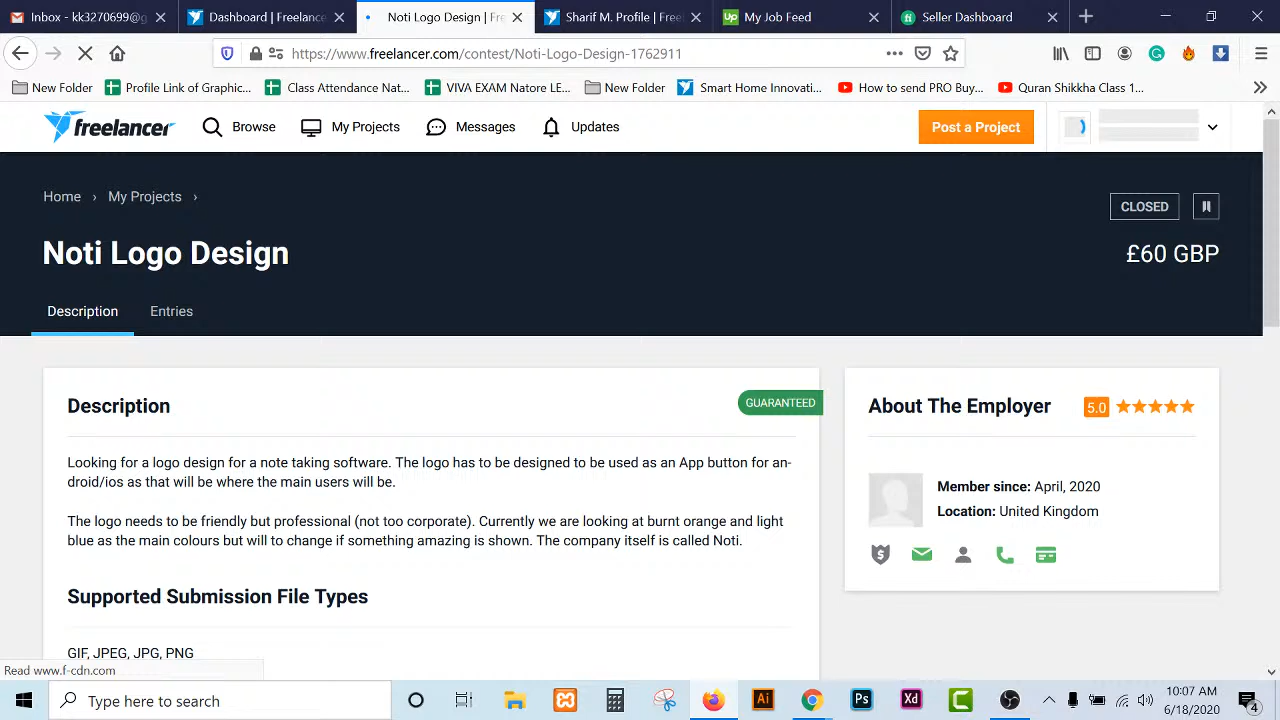 Inbox - kk3270699@g
Dashboard | Freelance
Noti Logo Design | Fre
Sharif M. Profile | Freel
Up My Job Feed
fi Seller Dashboard
https://www.freelancer.com/contest/Noti-Logo-Design-1762911
New Folder
Profile Link of Graphic...
Class Attendance Nat...
VIVA EXAM Natore LE...
New Folder
Smart Home Innovati...
How to send PRO Buy...
Quran Shikkha Class 1...
freelancer
Browse
My Projects
Messages
Updates
Post a Project
Home › My Projects ›
CLOSED
Noti Logo Design
£60 GBP
Description
Entries
Description
GUARANTEED
Looking for a logo design for a note taking software. The logo has to be designed to be used as an App button for an-
droid/ios as that will be where the main users will be.
The logo needs to be friendly but professional (not too corporate). Currently we are looking at burnt orange and light
blue as the main colours but will to change if something amazing is shown. The company itself is called Noti.
Supported Submission File Types
GIF, JPEG, JPG, PNG
About The Employer
5.0
Member since: April, 2020
Location: United Kingdom
Read www.f-cdn.com
Type here to search
Ai
Ps
Xd
10:07 AM
6/18/2020
4